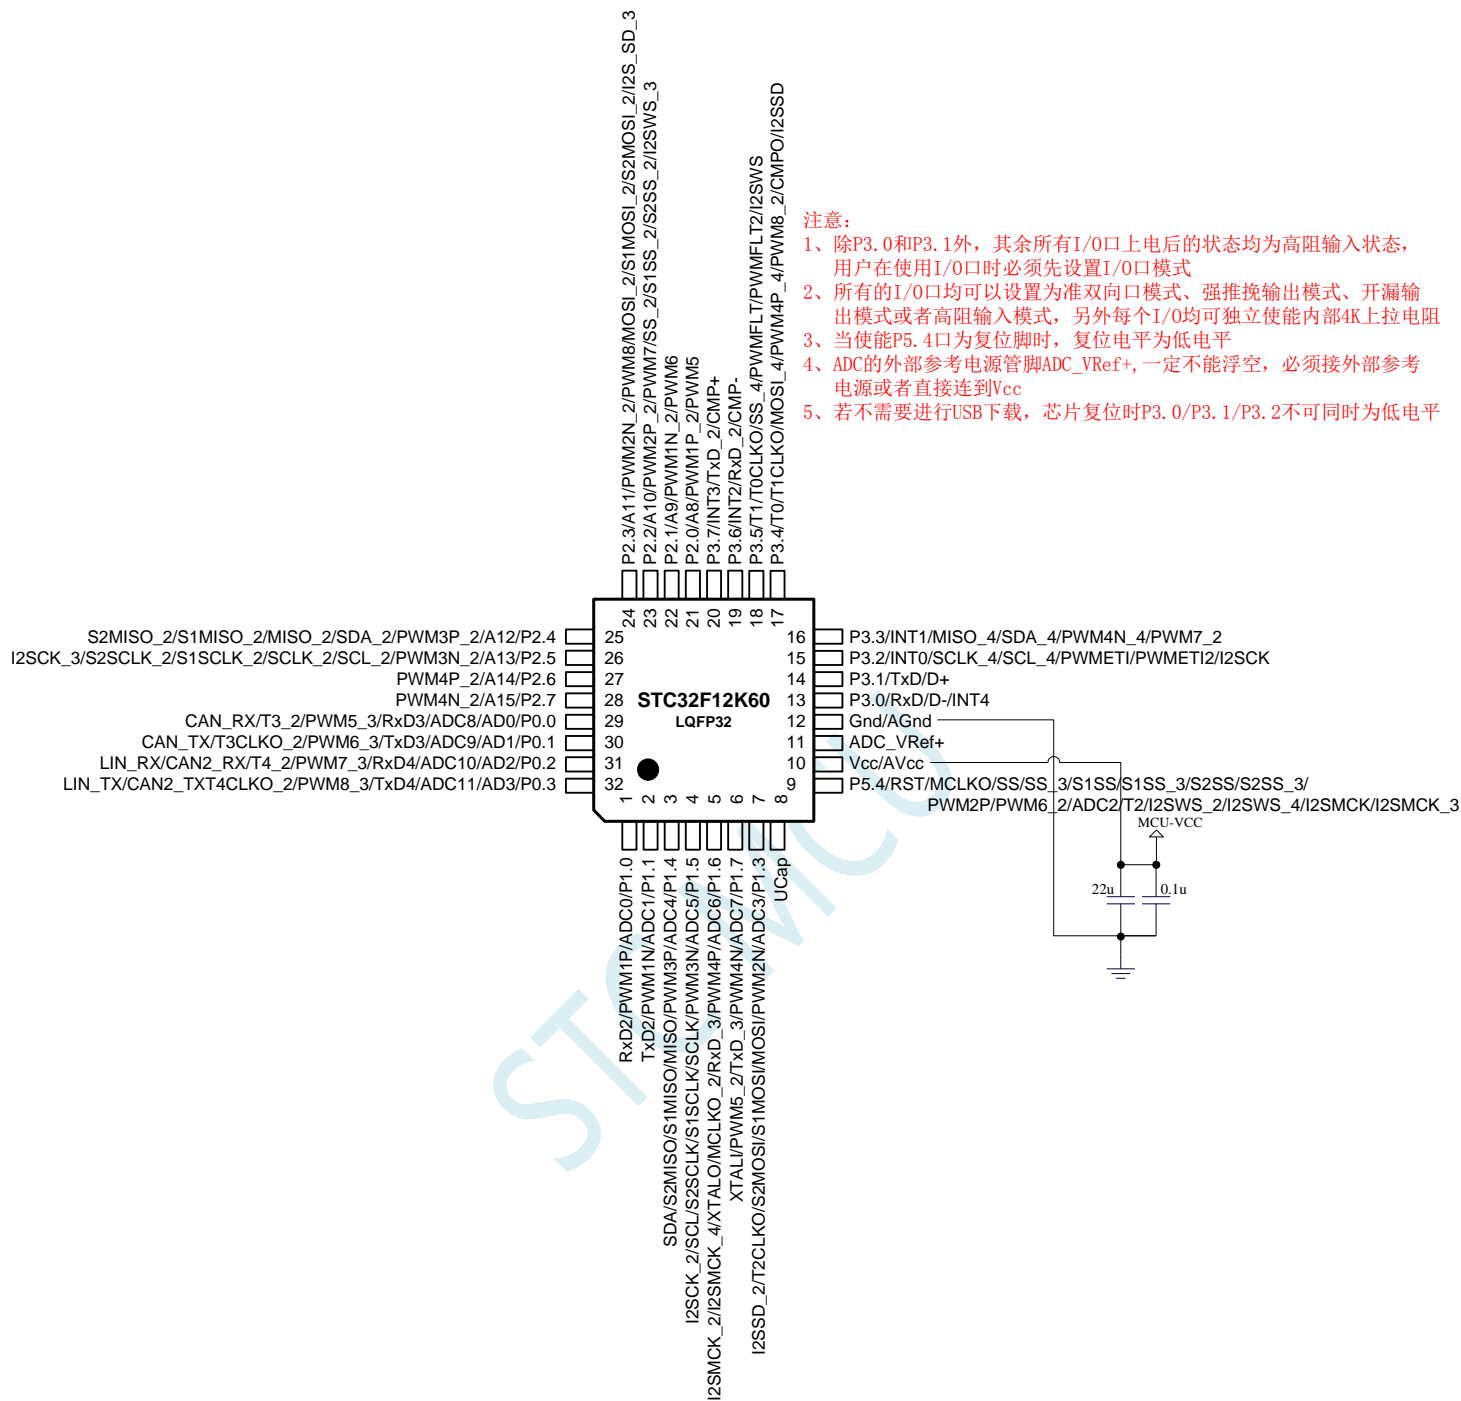 P2.3/A11/PWM2N_2/PWM8/MOSI_2/S1MOSI_2/S2MOSI_2/I2S_SD_3
P2.2/A10/PWM2P_2/PWM7/SS_2/S1SS_2/S2SS_2/I2SWS_3
P2.1/A9/PWM1N_2/PWM6
P2.0/A8/PWM1P_2/PWM5
P3.7/INT3/TxD_2/CMP+
P3.6/INT2/RxD_2/CMP-
P3.5/T1/T0CLKO/SS_4/PWMFLT/PWMFLT2/I2SWS
P3.4/T0/T1CLKO/MOSI_4/PWM4P_4/PWM8_2/CMPO/I2SSD
注意:
1、除P3.0和P3.1外，其余所有I/O口上电后的状态均为高阻输入状态，
用户在使用I/O口时必须先设置I/O口模式
2、所有的I/O口均可以设置为准双向口模式、强推挽输出模式、开漏输
出模式或者高阻输入模式，另外每个I/O均可独立使能内部4K上拉电阻
3、当使能P5.4口为复位脚时，复位电平为低电平
4、ADC的外部参考电源管脚ADC_VRef+,一定不能浮空，必须接外部参考
电源或者直接连到Vcc
5、若不需要进行USB下载，芯片复位时P3.0/P3.1/P3.2不可同时为低电平
24 23 22 21 20 19 18 17
S2MISO_2/S1MISO_2/MISO_2/SDA_2/PWM3P_2/A12/P2.4 25
I2SCK_3/S2SCLK_2/S1SCLK_2/SCLK_2/SCL_2/PWM3N_2/A13/P2.5 26
PWM4P_2/A14/P2.6 27
PWM4N_2/A15/P2.7 28
CAN_RX/T3_2/PWM5_3/RxD3/ADC8/AD0/P0.0 29
CAN_TX/T3CLKO_2/PWM6_3/TxD3/ADC9/AD1/P0.1 30
LIN_RX/CAN2_RX/T4_2/PWM7_3/RxD4/ADC10/AD2/P0.2 31
LIN_TX/CAN2_TXT4CLKO_2/PWM8_3/TxD4/ADC11/AD3/P0.3 32
STC32F12K60
LQFP32
16 P3.3/INT1/MISO_4/SDA_4/PWM4N_4/PWM7_2
15 P3.2/INT0/SCLK_4/SCL_4/PWMETI/PWMETI2/I2SCK
14 P3.1/TxD/D+
13 P3.0/RxD/D-/INT4
12 Gnd/AGnd
11 ADC_VRef+
10 Vcc/AVcc
9 P5.4/RST/MCLKO/SS/SS_3/S1SS/S1SS_3/S2SS/S2SS_3/
PWM2P/PWM6_2/ADC2/T2/I2SWS_2/I2SWS_4/I2SMCK/I2SMCK_3
1 2 3 4 5 6 7 8
MCU-VCC
22u
0.1u
RxD2/PWM1P/ADC0/P1.0
TxD2/PWM1N/ADC1/P1.1
SDA/S2MISO/S1MISO/MISO/PWM3P/ADC4/P1.4
I2SCK_2/SCL/S2SCLK/S1SCLK/SCLK/PWM3N/ADC5/P1.5
I2SMCK_2/I2SMCK_4/XTALO/MCLKO_2/RxD_3/PWM4P/ADC6/P1.6
XTALI/PWM5_2/TxD_3/PWM4N/ADC7/P1.7
I2SSD_2/T2CLKO/S2MOSI/S1MOSI/MOSI/PWM2N/ADC3/P1.3
UCap
STCMCU